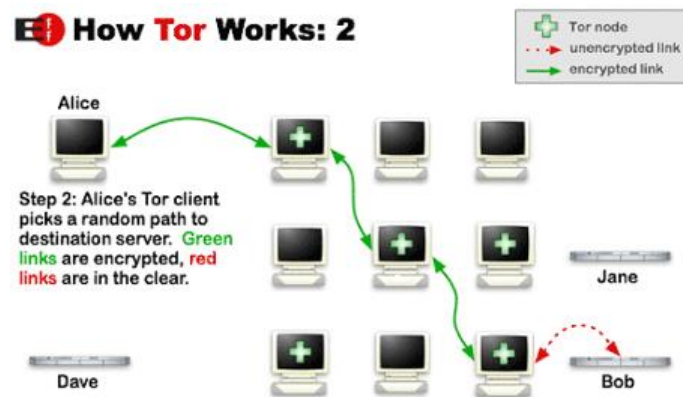 EFF How Tor Works: 2
Tor node
unencrypted link
encrypted link
Alice
Step 2: Alice's Tor client
picks a random path to
destination server. Green
links are encrypted, red
links are in the clear.
Jane
Dave
Bob